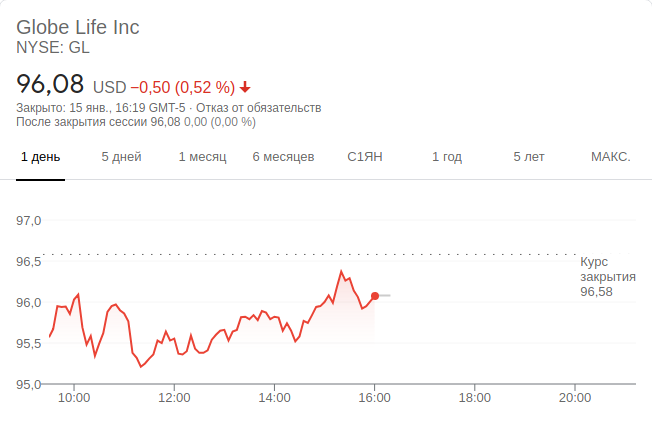 Globe Life Inc
NYSE: GL
96,08 USD −0,50 (0,52 %)
Закрыто: 15 янв., 16:19 GMT-5 · Отказ от обязательств
После закрытия сессии 96,08 0,00 (0,00 %)
1 день 5 дней 1 месяц 6 месяцев С1ЯН 1 год 5 лет МАКС.
97,0
96,5
Курс
закрытия
96,58
96,0
95,5
95,0
10:00 12:00 14:00 16:00 18:00 20:00